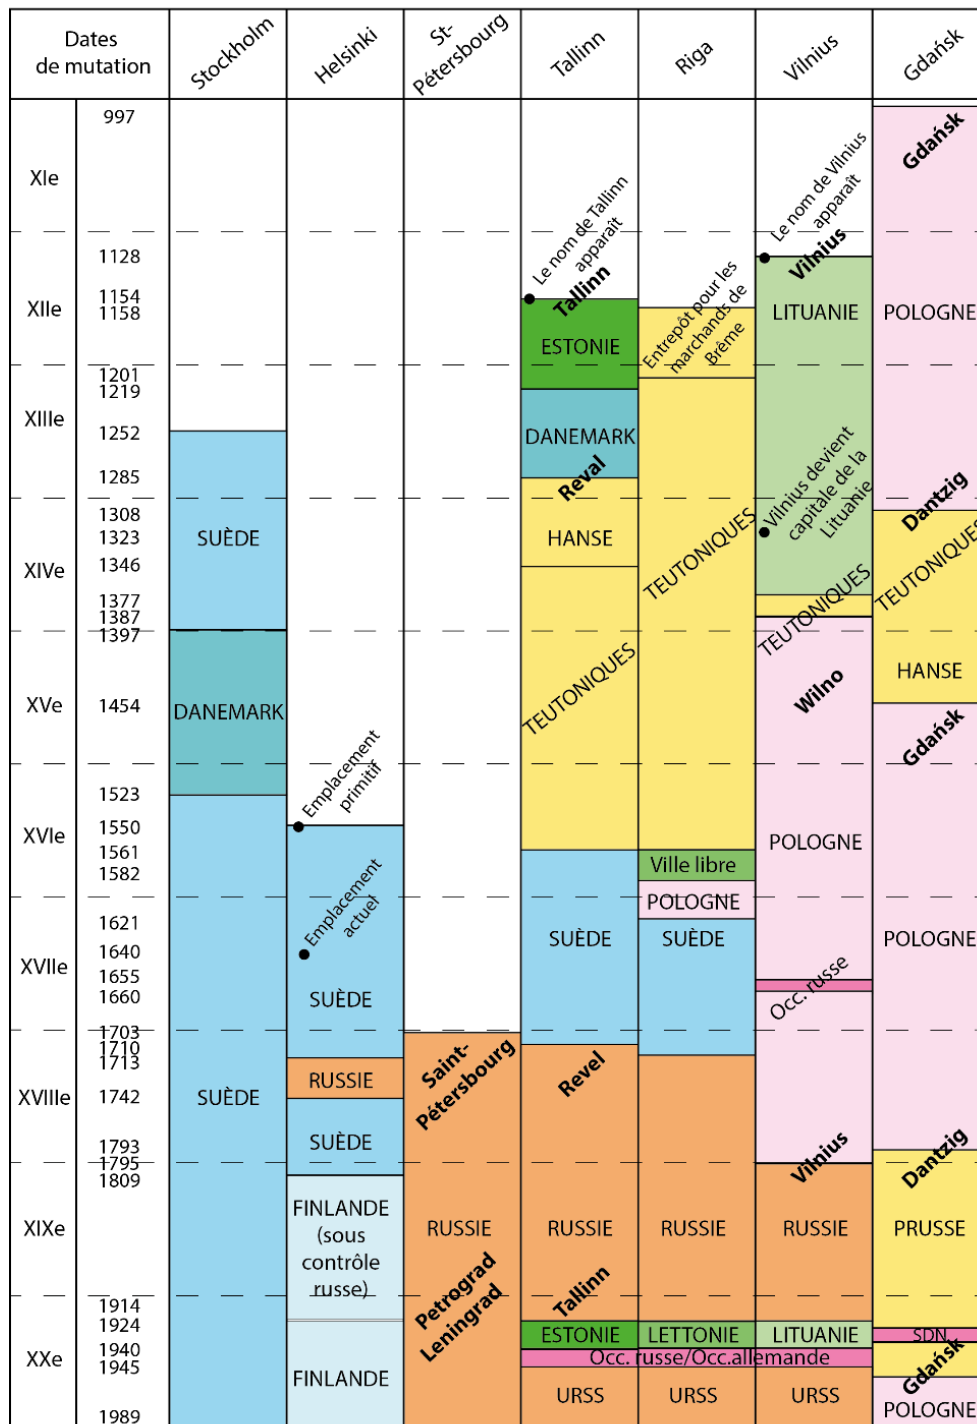 Dates
de mutation
Stockholm
Helsinki
St-
Pétersbourg
Tallinn
Riga
Vilnius
Gdańsk
997
Gdańsk
XIe
Le nom de Tallinn
apparaît
Le nom de Vilnius
apparaît
1128
Tallinn
Vilnius
1154
1158
XIIe
Entrepôt pour les
marchands de
Brême
LITUANIE
POLOGNE
ESTONIE
1201
1219
XIIIe
1252
DANEMARK
Reval
Vilnius devient
capitale de la
Lituanie
1285
Dantzig
1308
1323
SUÈDE
HANSE
TEUTONIQUES
TEUTONIQUES
XIVe
1346
1377
1387
TEUTONIQUES
1397
HANSE
Wilno
TEUTONIQUES
XVe
1454
DANEMARK
Gdańsk
Emplacement
primitif
1523
1550
XVIe
POLOGNE
1561
1582
Ville libre
POLOGNE
Emplacement
actuel
1621
XVIIe
1640
SUÈDE
SUÈDE
POLOGNE
1655
1660
SUÈDE
Occ. russe
1703
1710
1713
Saint-
Pétersbourg
Revel
RUSSIE
XVIIIe
1742
SUÈDE
SUÈDE
1793
1795
Vilnius
Dantzig
1809
FINLANDE
(sous
contrôle
russe)
XIXe
RUSSIE
RUSSIE
RUSSIE
RUSSIE
PRUSSE
Petrograd
Leningrad
Tallinn
1914
1924
ESTONIE
LETTONIE
LITUANIE
SDN
1940
1945
XXe
Occ. russe/Occ.allemande
Gdańsk
FINLANDE
URSS
URSS
URSS
1989
POLOGNE